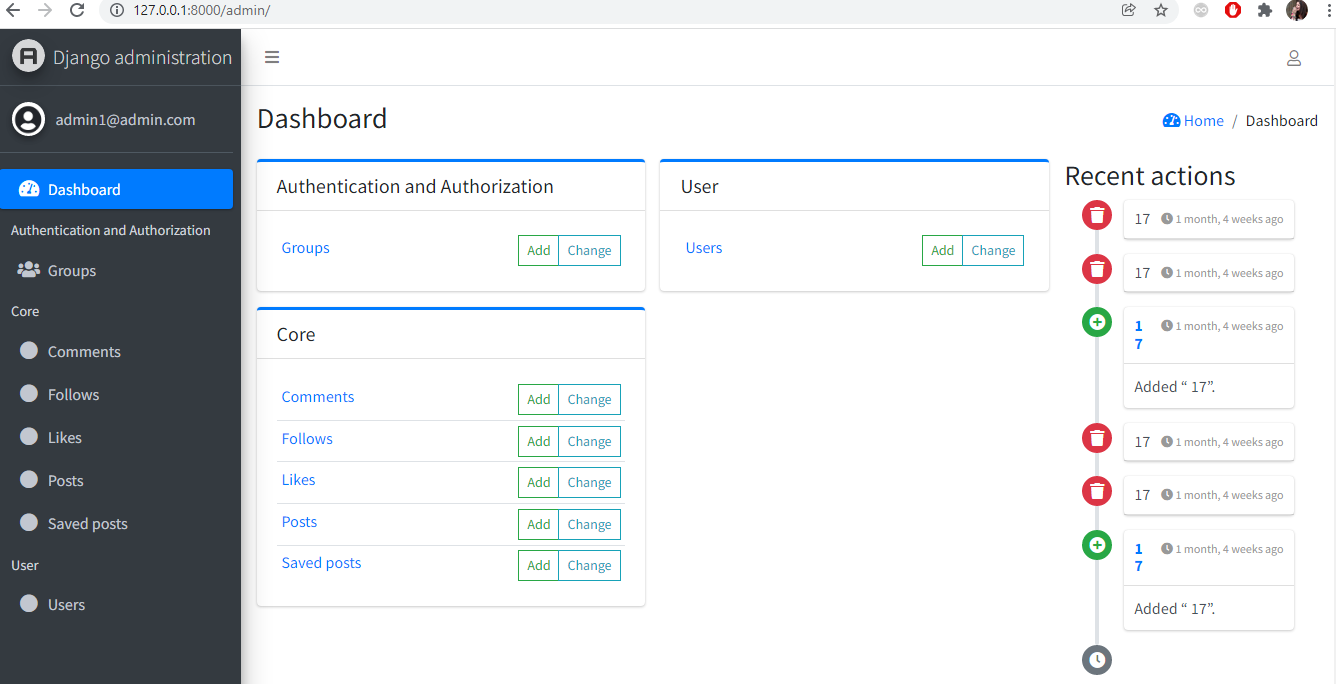 127.0.0.1:8000/admin/
Django administration
admin1@admin.com
Dashboard
Authentication and Authorization
Groups
Core
Comments
Follows
Likes
Posts
Saved posts
User
Users
Dashboard
Home / Dashboard
Authentication and Authorization
Groups Add Change
User
Users Add Change
Core
Comments Add Change
Follows Add Change
Likes Add Change
Posts Add Change
Saved posts Add Change
Recent actions
17 1 month, 4 weeks ago
17 1 month, 4 weeks ago
1 1 month, 4 weeks ago
7
Added “ 17”.
17 1 month, 4 weeks ago
17 1 month, 4 weeks ago
1 1 month, 4 weeks ago
7
Added “ 17”.